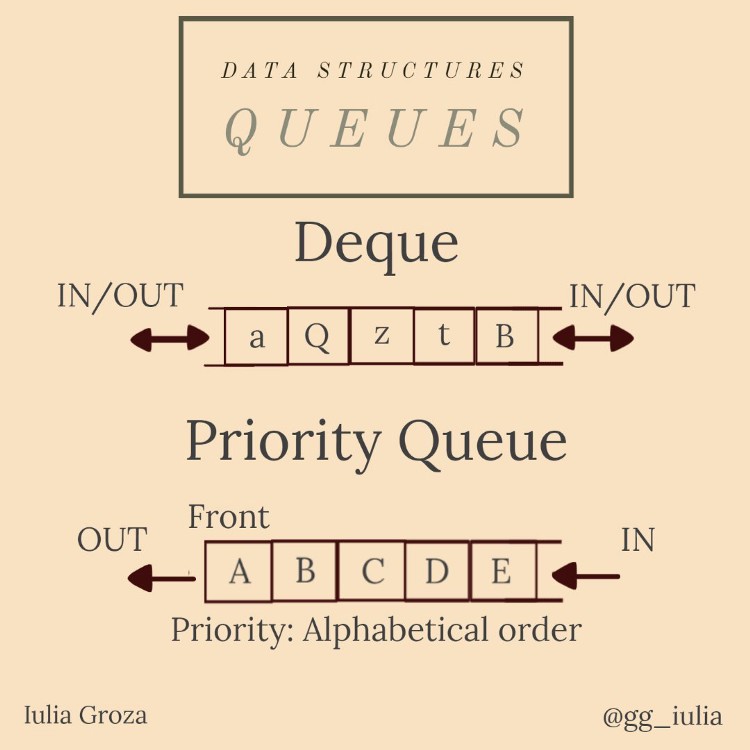 DATA STRUCTURES
QUEUES
Deque
IN/OUT IN/OUT
a Q z t B
Priority Queue
Front
OUT IN
A B C D E
Priority: Alphabetical order
Iulia Groza @gg_iulia